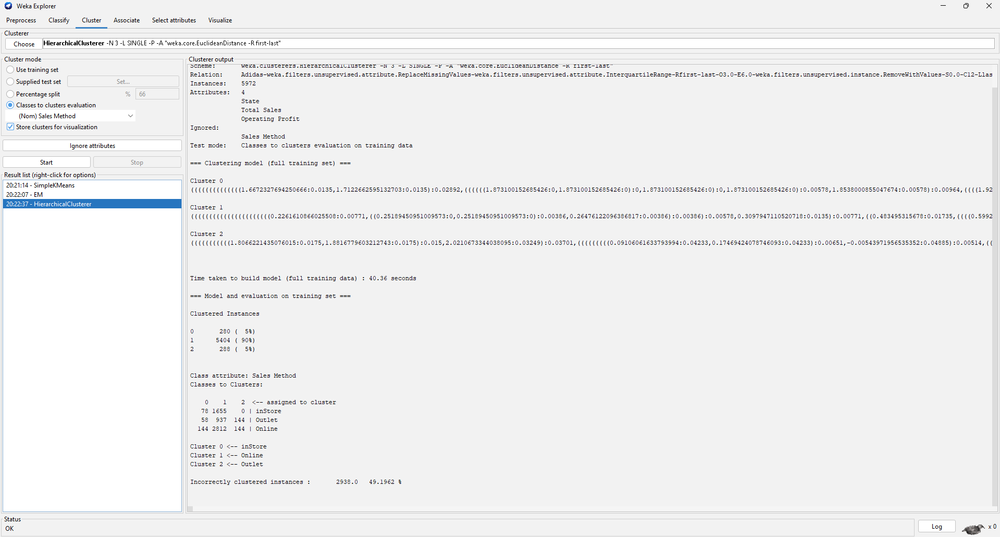 Weka Explorer
Preprocess Classify Cluster Associate Select attributes Visualize
Clusterer
Choose HierarchicalClusterer -N 3 -L SINGLE -P -A "weka.core.EuclideanDistance -R first-last"
Cluster mode
Use training set
Supplied test set Set...
Percentage split % 66
Classes to clusters evaluation
(Nom) Sales Method
Store clusters for visualization
Ignore attributes
Start Stop
Result list (right-click for options)
20:21:14 - SimpleKMeans
20:22:07 - EM
20:22:37 - HierarchicalClusterer
Clusterer output
Scheme: weka.clusterers.HierarchicalClusterer -N 3 -L SINGLE -P -A "weka.core.EuclideanDistance -R first-last"
Relation: Adidas-weka.filters.unsupervised.attribute.ReplaceMissingValues-weka.filters.unsupervised.attribute.InterquartileRange-Rfirst-last-O3.0-E6.0-weka.filters.unsupervised.instance.RemoveWithValues-S0.0-C12-Llas
Instances: 5972
Attributes: 4
State
Total Sales
Operating Profit
Ignored:
Sales Method
Test mode: Classes to clusters evaluation on training data
=== Clustering model (full training set) ===
Cluster 0
((((((((((((((1.6672327694250666:0.0135,1.7122662595132703:0.0135):0.02892,((((((1.873100152685426:0,1.873100152685426:0):0,1.873100152685426:0):0,1.873100152685426:0):0.00578,1.8538000855047674:0.00578):0.00964,((((1.92
Cluster 1
((((((((((((((((((((((0.2261610866025508:0.00771,((0.25189450951009573:0,0.25189450951009573:0):0.00386,0.26476122096386817:0.00386):0.00386):0.00578,0.3097947110520718:0.0135):0.00771,((0.483495315678:0.01735,((((0.5992
Cluster 2
(((((((((((1.8066221435076015:0.0175,1.8816779603212743:0.0175):0.015,2.0210673344038095:0.03249):0.03701,(((((((((0.09106061633793994:0.04233,0.17469424078746093:0.04233):0.00651,-0.00543971956535352:0.04885):0.00514,((
Time taken to build model (full training data) : 40.36 seconds
=== Model and evaluation on training set ===
Clustered Instances
0 280 ( 5%)
1 5404 ( 90%)
2 288 ( 5%)
Class attribute: Sales Method
Classes to Clusters:
0 1 2 <-- assigned to cluster
78 1655 0 | inStore
58 937 144 | Outlet
144 2812 144 | Online
Cluster 0 <-- inStore
Cluster 1 <-- Online
Cluster 2 <-- Outlet
Incorrectly clustered instances : 2938.0 49.1962 %
Status
OK
Log x 0